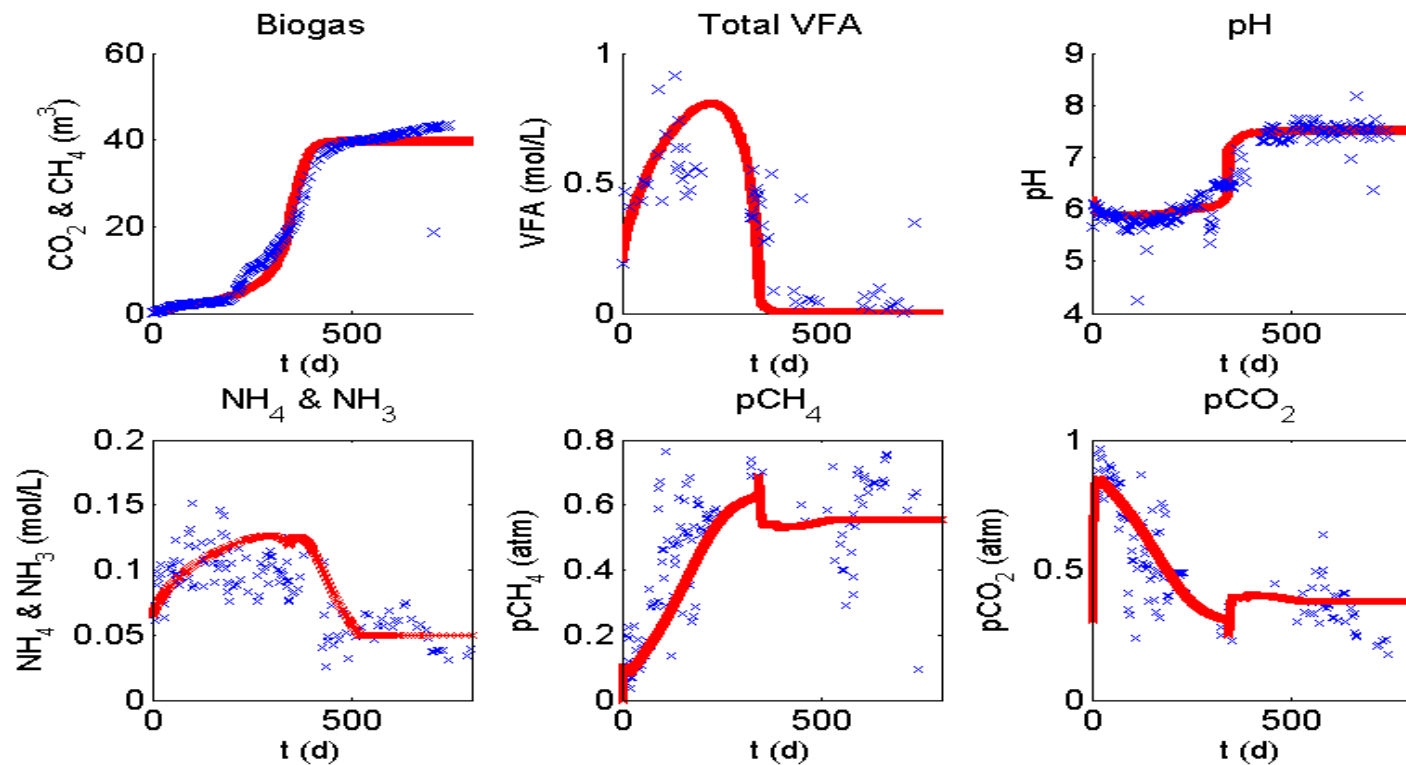 Biogas
CO₂ & CH₄ (m³)
60
40
20
0
0
500
t (d)
Total VFA
VFA (mol/L)
1
0.5
0
0
500
t (d)
pH
pH
9
8
7
6
5
4
0
500
t (d)
NH₄ & NH₃
NH₄ & NH₃ (mol/L)
0.2
0.15
0.1
0.05
0
0
500
t (d)
pCH₄
pCH₄ (atm)
0.8
0.6
0.4
0.2
0
0
500
t (d)
pCO₂
pCO₂ (atm)
1
0.5
0
0
500
t (d)